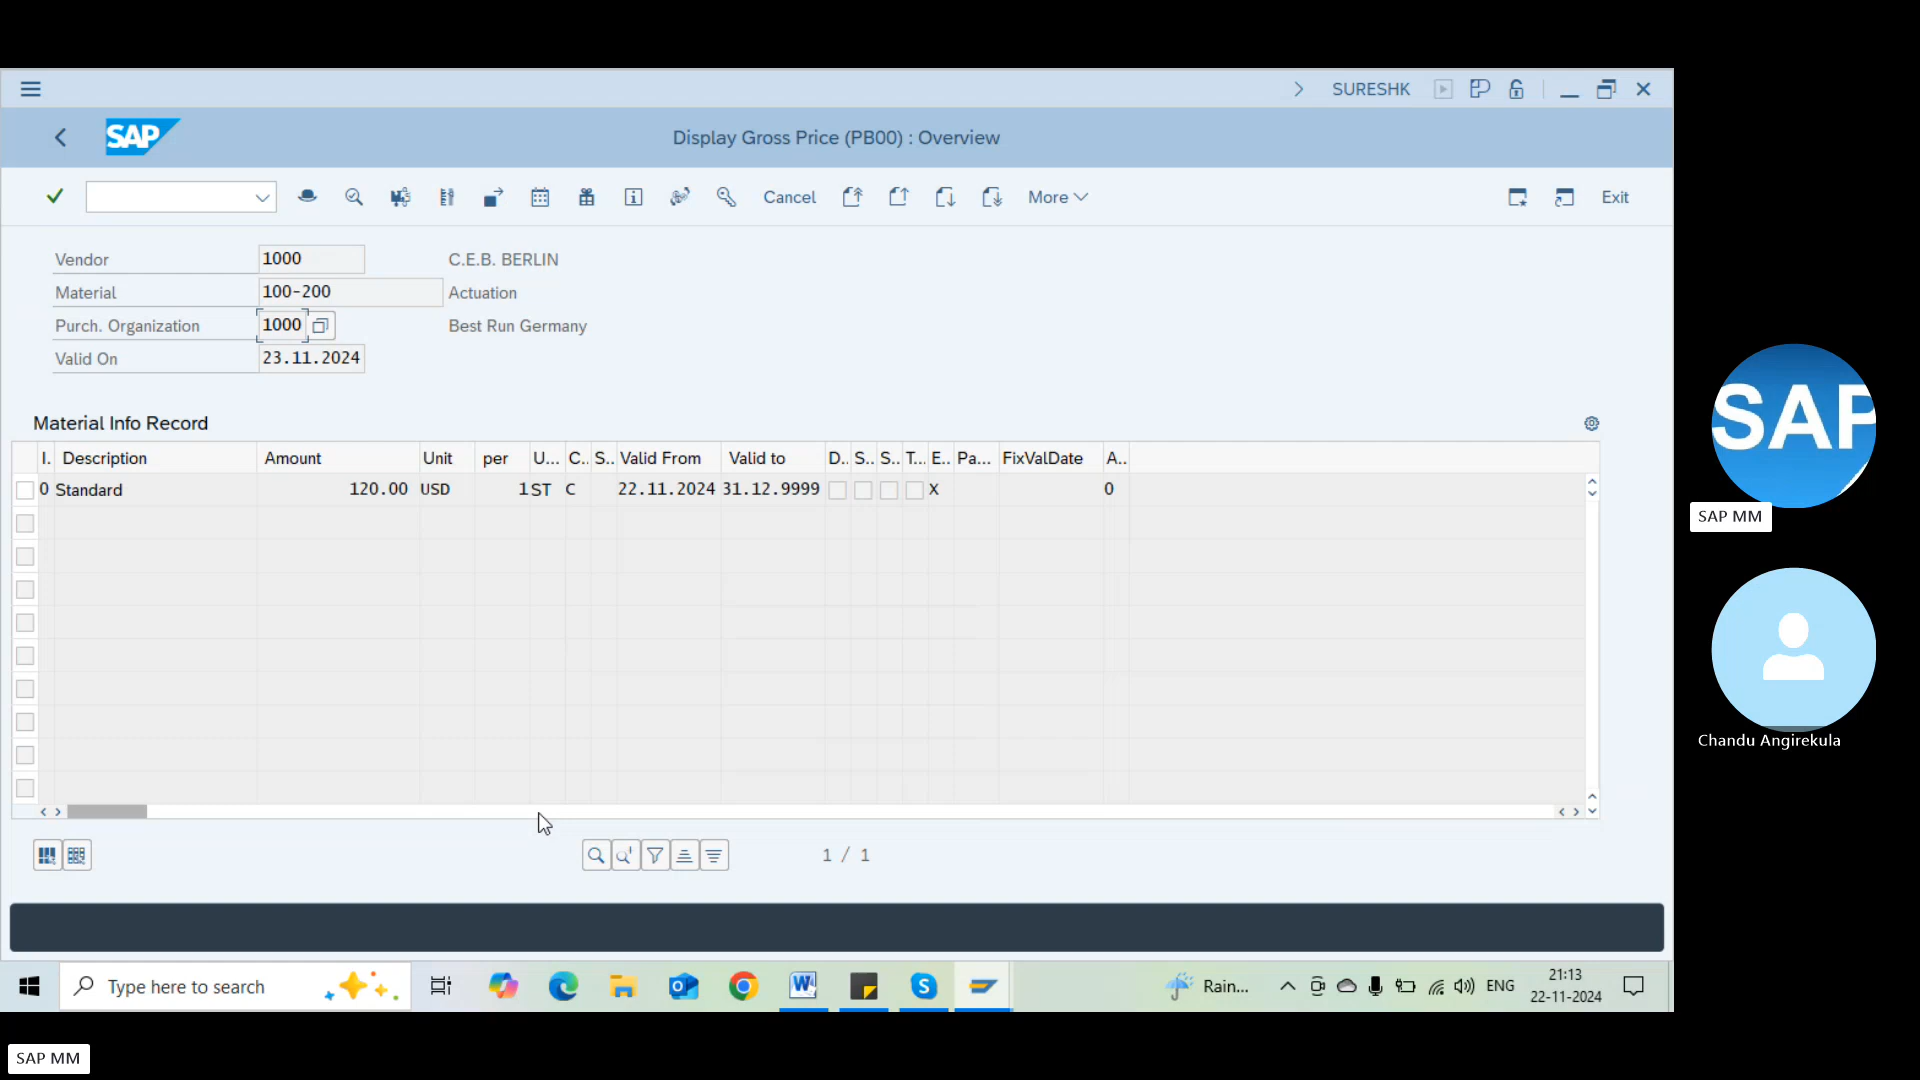 SURESHK
SAP Display Gross Price (PB00) : Overview
Cancel More Exit
Vendor 1000 C.E.B. BERLIN
Material 100-200 Actuation
Purch. Organization 1000 Best Run Germany
Valid On 23.11.2024
Material Info Record
I. Description Amount Unit per U... C.. S.. Valid From Valid to D.. S.. S.. T... E.. Pa... FixValDate A..
0 Standard 120.00 USD 1 ST C 22.11.2024 31.12.9999 X 0
1 / 1
Type here to search Rain... ENG 21:13
22-11-2024
SAP
SAP MM
Chandu Angirekula
SAP MM